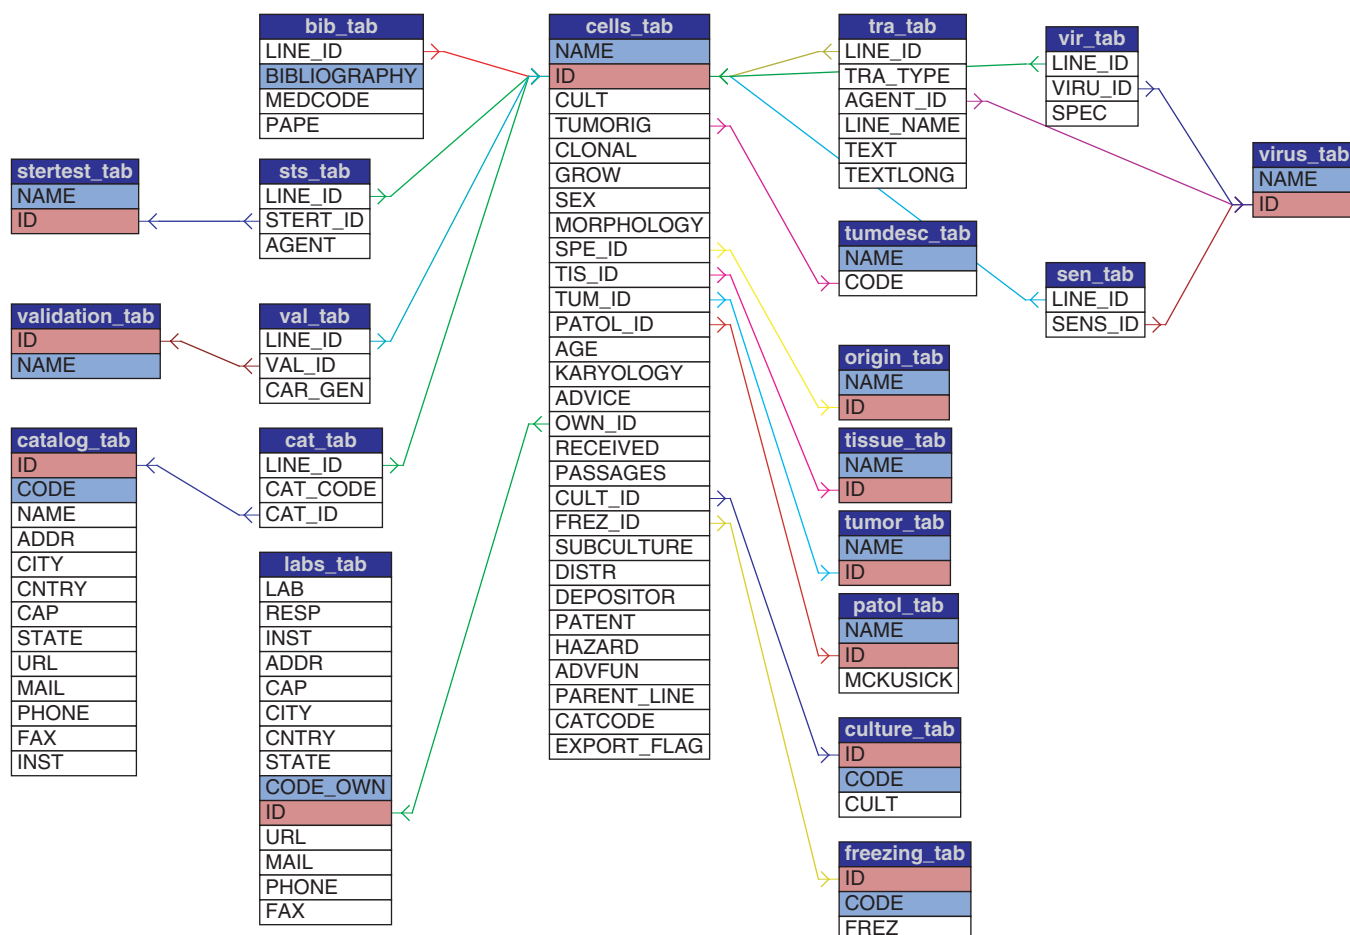 bib_tab
LINE_ID
BIBLIOGRAPHY
MEDCODE
PAPE
stertest_tab
NAME
ID
sts_tab
LINE_ID
STERT_ID
AGENT
validation_tab
ID
NAME
val_tab
LINE_ID
VAL_ID
CAR_GEN
catalog_tab
ID
CODE
NAME
ADDR
CITY
CNTRY
CAP
STATE
URL
MAIL
PHONE
FAX
INST
cat_tab
LINE_ID
CAT_CODE
CAT_ID
labs_tab
LAB
RESP
INST
ADDR
CAP
CITY
CNTRY
STATE
CODE_OWN
ID
URL
MAIL
PHONE
FAX
cells_tab
NAME
ID
CULT
TUMORIG
CLONAL
GROW
SEX
MORPHOLOGY
SPE_ID
TIS_ID
TUM_ID
PATOL_ID
AGE
KARYOLOGY
ADVICE
OWN_ID
RECEIVED
PASSAGES
CULT_ID
FREZ_ID
SUBCULTURE
DISTR
DEPOSITOR
PATENT
HAZARD
ADVFUN
PARENT_LINE
CATCODE
EXPORT_FLAG
tra_tab
LINE_ID
TRA_TYPE
AGENT_ID
LINE_NAME
TEXT
TEXTLONG
vir_tab
LINE_ID
VIRU_ID
SPEC
virus_tab
NAME
ID
tumdesc_tab
NAME
CODE
sen_tab
LINE_ID
SENS_ID
origin_tab
NAME
ID
tissue_tab
NAME
ID
tumor_tab
NAME
ID
patol_tab
NAME
ID
MCKUSICK
culture_tab
ID
CODE
CULT
freezing_tab
ID
CODE
FREZ